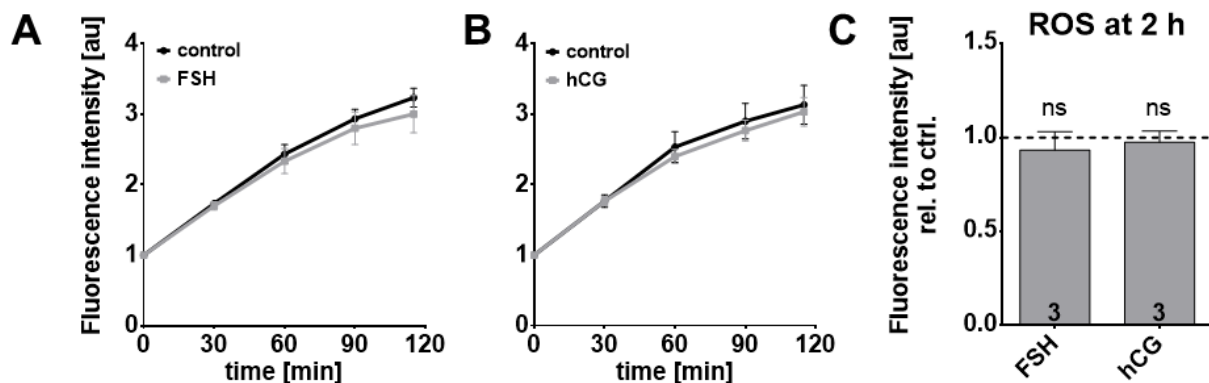 A
Fluorescence intensity [au]
4
3
2
1
0
control
FSH
0 30 60 90 120
time [min]
B
4
3
2
1
0
control
hCG
0 30 60 90 120
time [min]
C
ROS at 2 h
Fluorescence intensity [au]
rel. to ctrl.
1.5
1.0
0.5
0.0
ns ns
3 3
FSH hCG